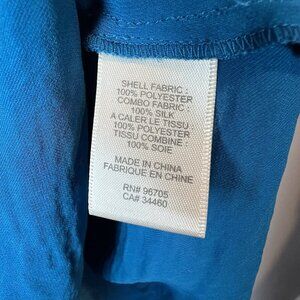 SHELL FABRIC :
100% POLYESTER
COMBO FABRIC :
100% SILK
A CALER LE TISSU :
100% POLYESTER
TISSU COMBINE :
100% SOIE
MADE IN CHINA
FABRIQUE EN CHINE
RN# 96705
CA# 34460